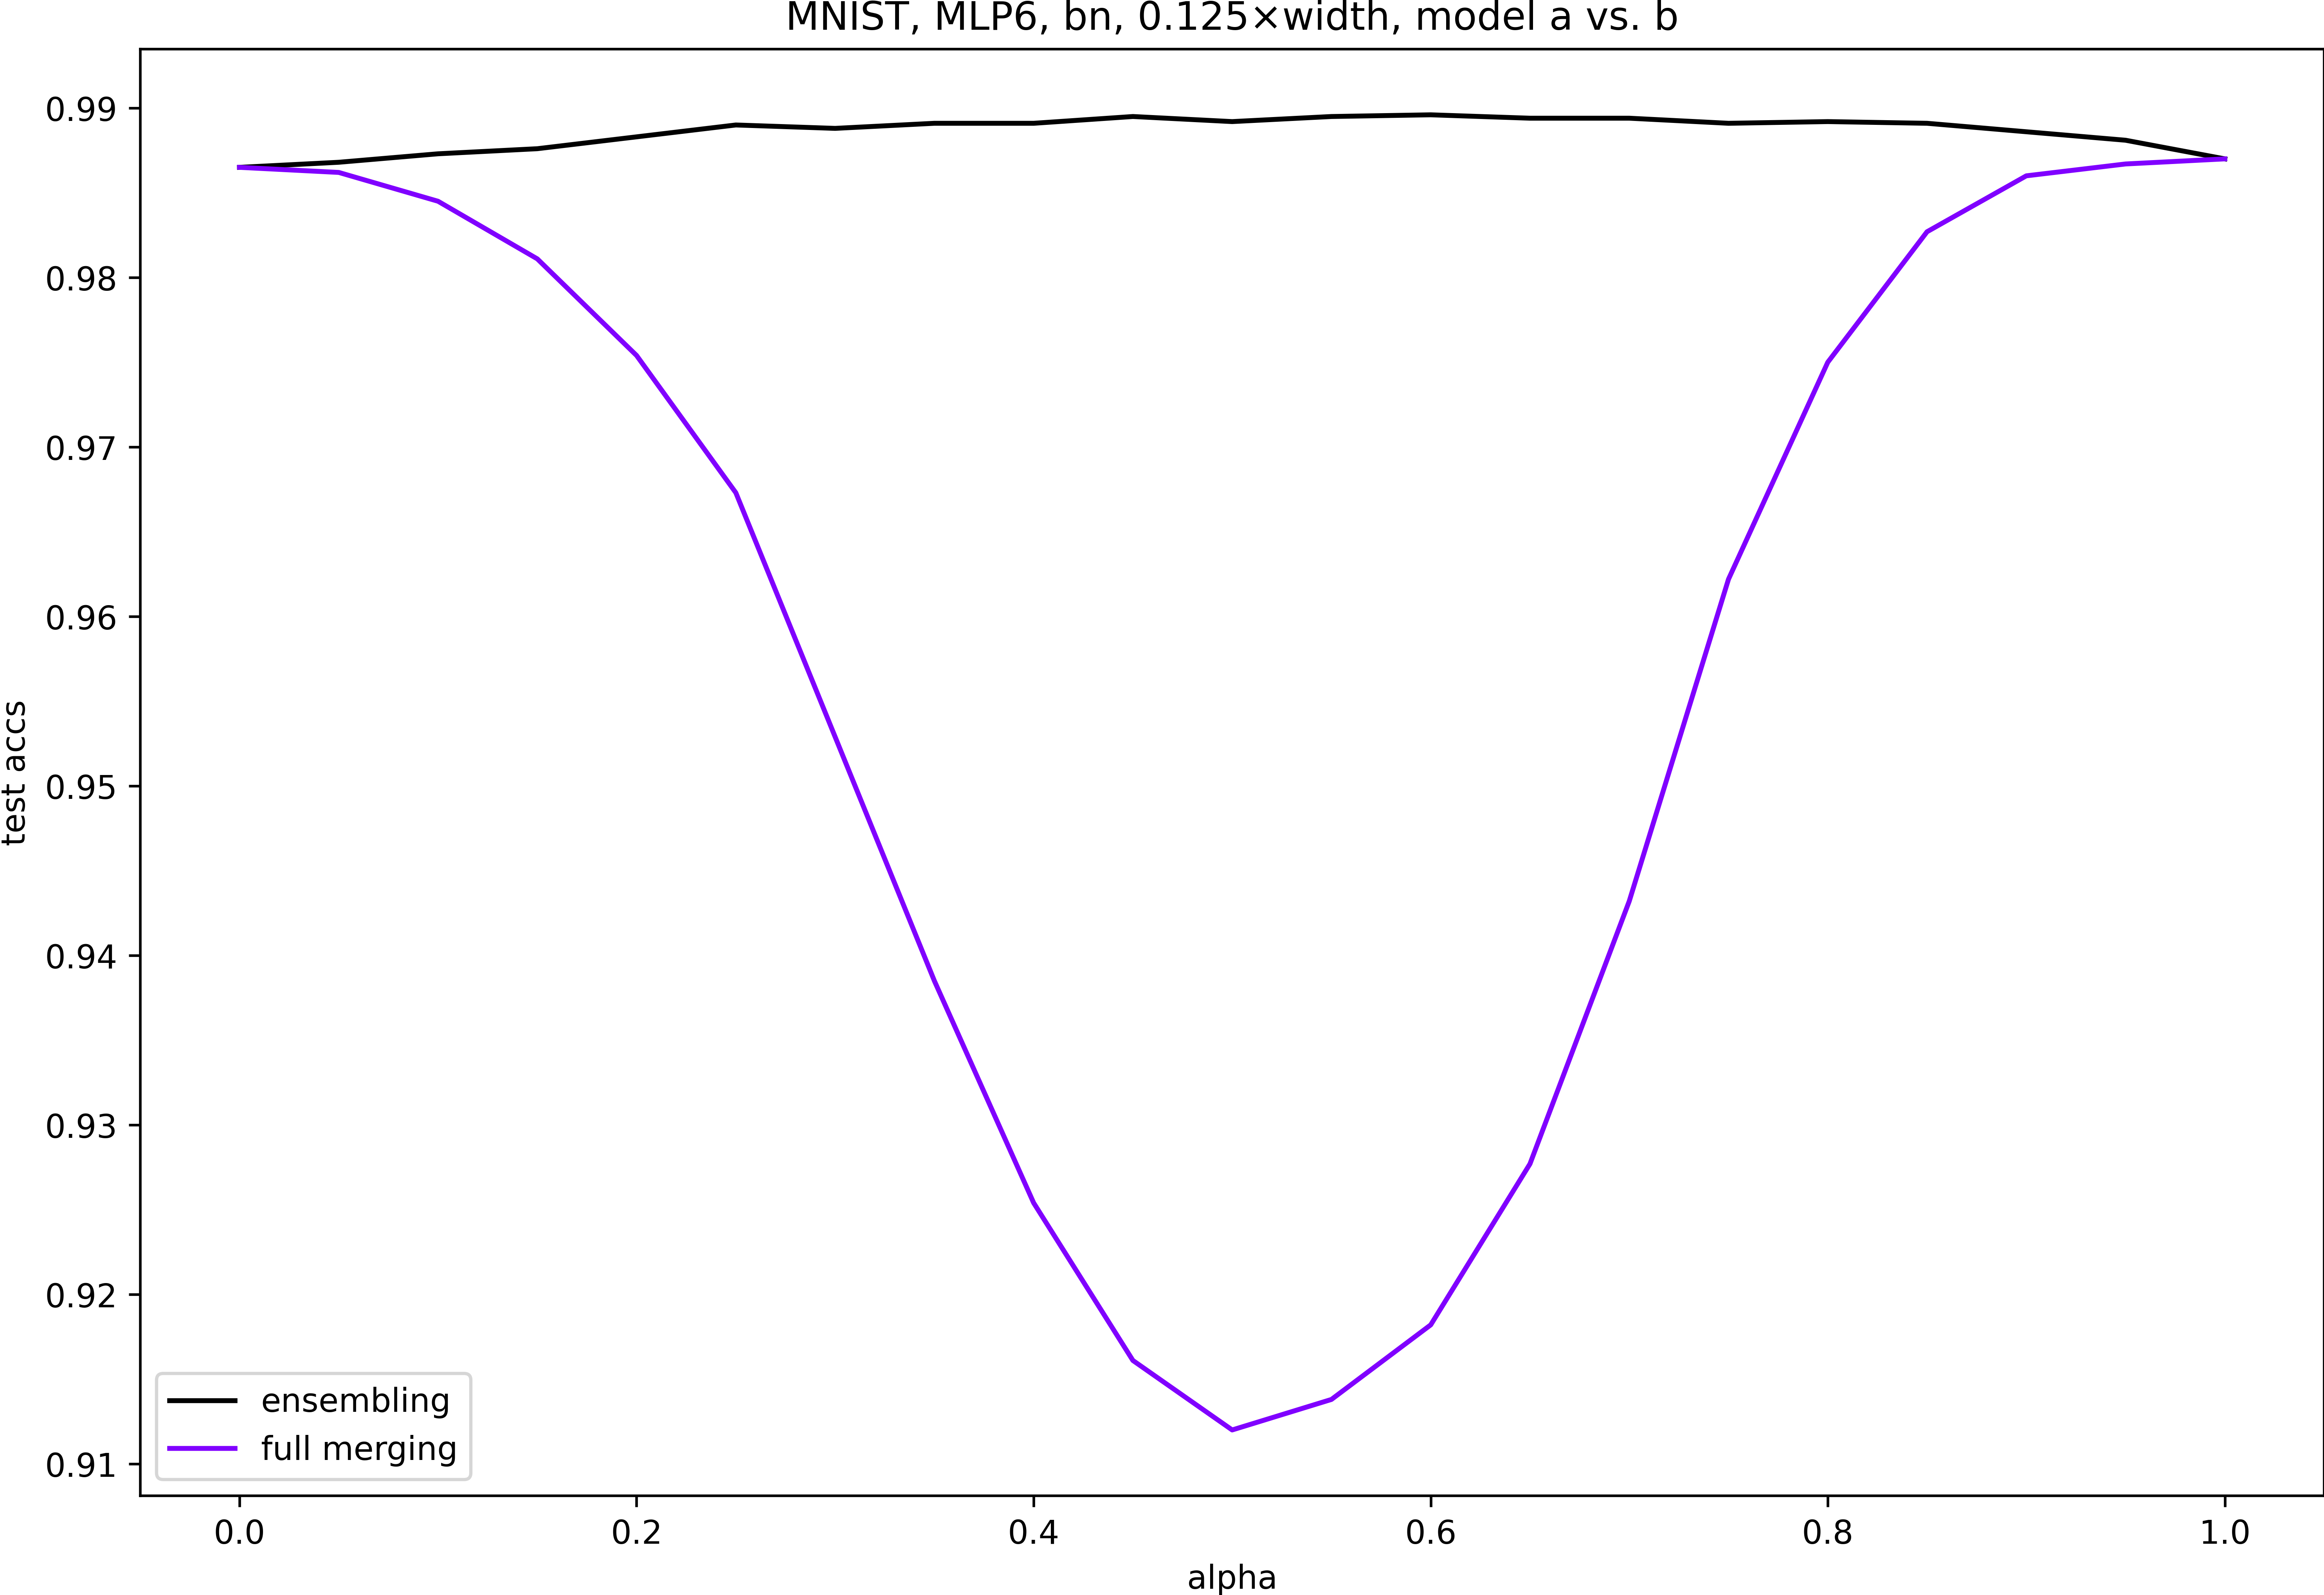 MNIST, MLP6, bn, 0.125×width, model a vs. b
0.99
0.98
0.97
0.96
0.95
0.94
0.93
0.92
0.91
test accs
ensembling
full merging
0.0 0.2 0.4 0.6 0.8 1.0
alpha